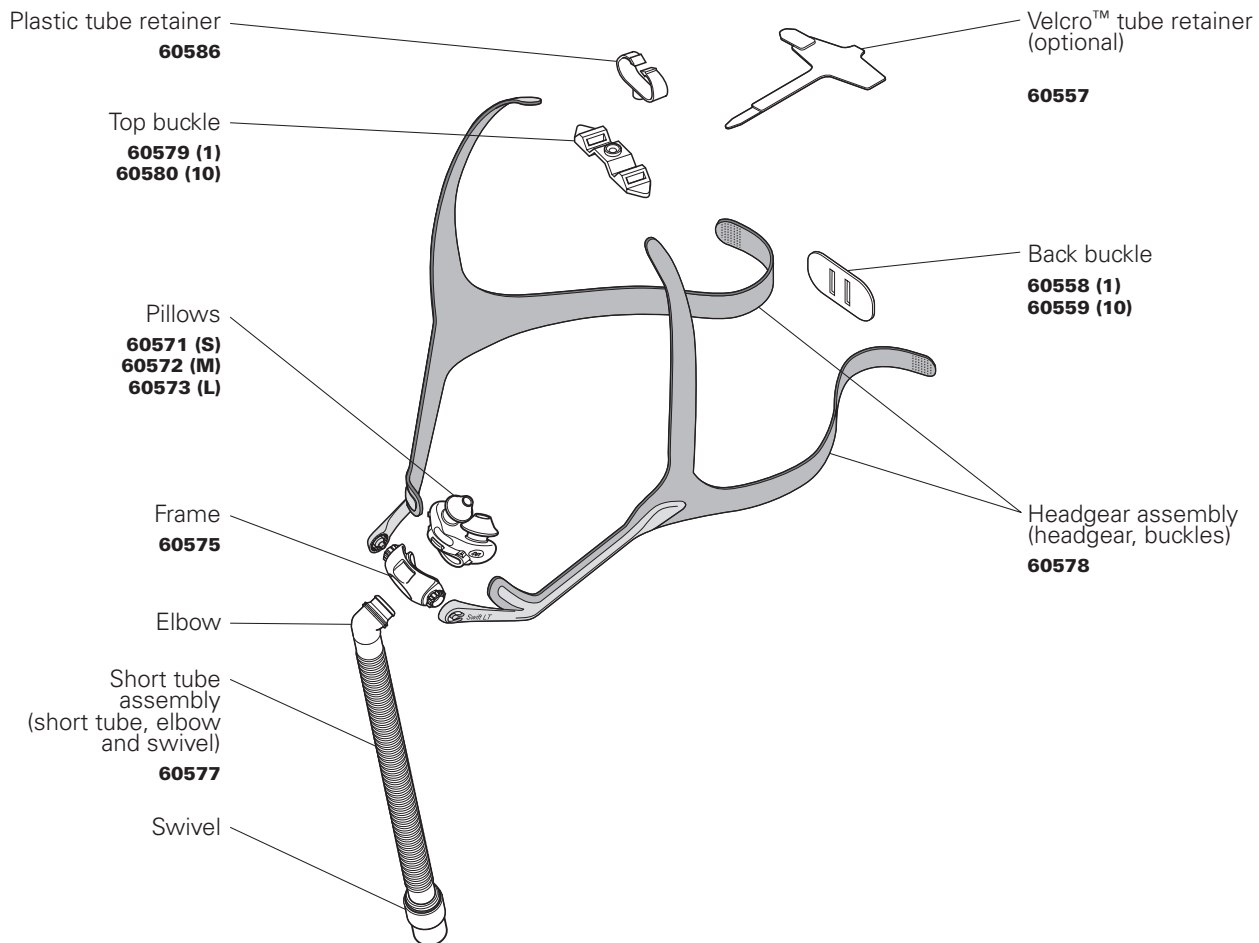 Plastic tube retainer
60586
Top buckle
60579 (1)
60580 (10)
Pillows
60571 (S)
60572 (M)
60573 (L)
Frame
60575
Elbow
Short tube
assembly
(short tube, elbow
and swivel)
60577
Swivel
Velcro™ tube retainer
(optional)
60557
Back buckle
60558 (1)
60559 (10)
Headgear assembly
(headgear, buckles)
60578
Swift LT